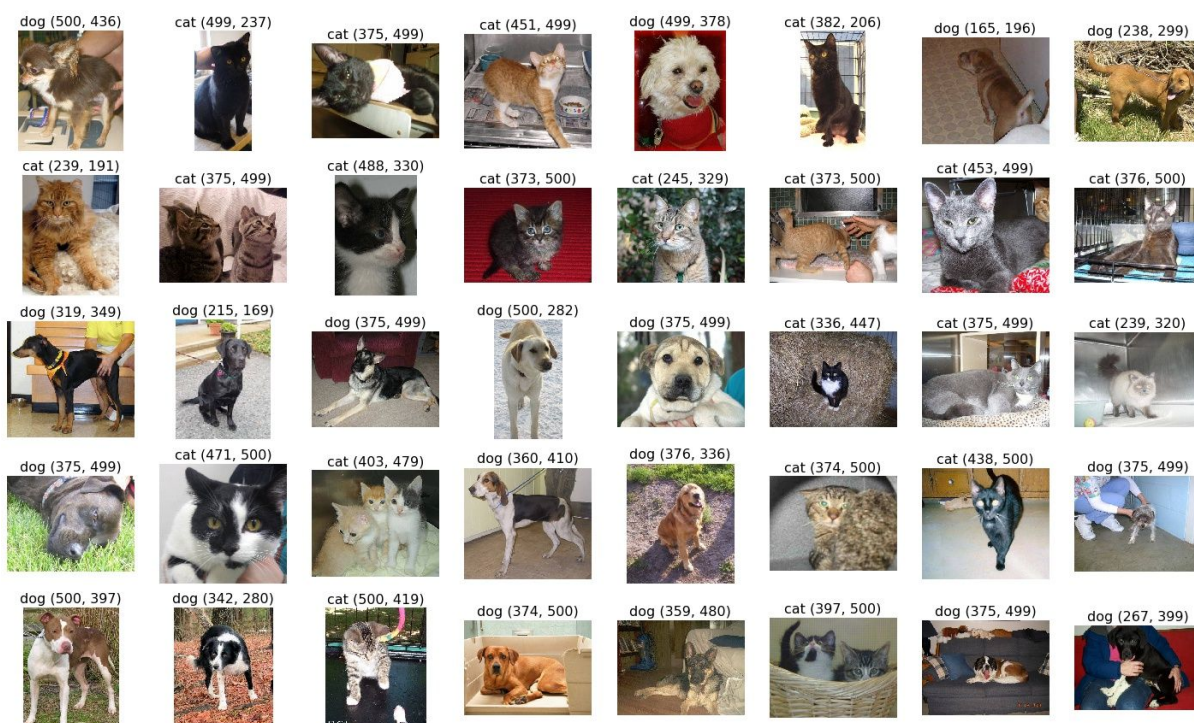 dog (500, 436)
cat (499, 237)
cat (375, 499)
cat (451, 499)
dog (499, 378)
cat (382, 206)
dog (165, 196)
dog (238, 299)
cat (239, 191)
cat (375, 499)
cat (488, 330)
cat (373, 500)
cat (245, 329)
cat (373, 500)
cat (453, 499)
cat (376, 500)
dog (319, 349)
dog (215, 169)
dog (375, 499)
dog (500, 282)
dog (375, 499)
cat (336, 447)
cat (375, 499)
cat (239, 320)
dog (375, 499)
cat (471, 500)
cat (403, 479)
dog (360, 410)
dog (376, 336)
cat (374, 500)
cat (438, 500)
dog (375, 499)
dog (500, 397)
dog (342, 280)
cat (500, 419)
dog (374, 500)
dog (359, 480)
cat (397, 500)
dog (375, 499)
dog (267, 399)